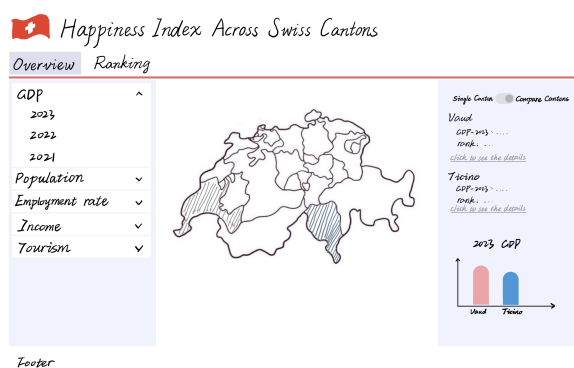 Happiness Index Across Swiss Cantons
Overview Ranking
GDP
2023
2022
2021
Population
Employment rate
Income
Tourism
Single Canton Compare Cantons
Vaud
GDP-2023: ....
rank: ...
click to see the details
Ticino
GDP-2023: ....
rank: ...
click to see the details
2023 GDP
Vaud Ticino
Footer